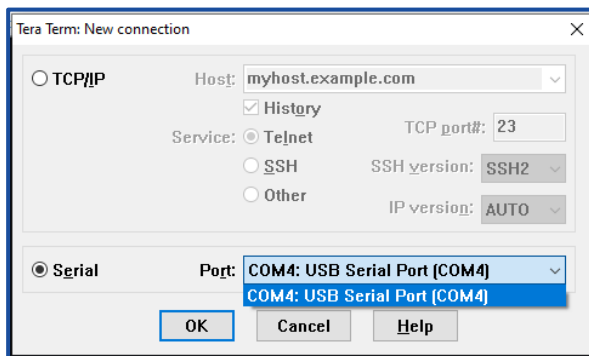 Tera Term: New connection
TCP/IP Host: myhost.example.com
History
Service: Telnet TCP port#: 23
SSH SSH version: SSH2
Other IP version: AUTO
Serial Port: COM4: USB Serial Port (COM4)
COM4: USB Serial Port (COM4)
OK Cancel Help